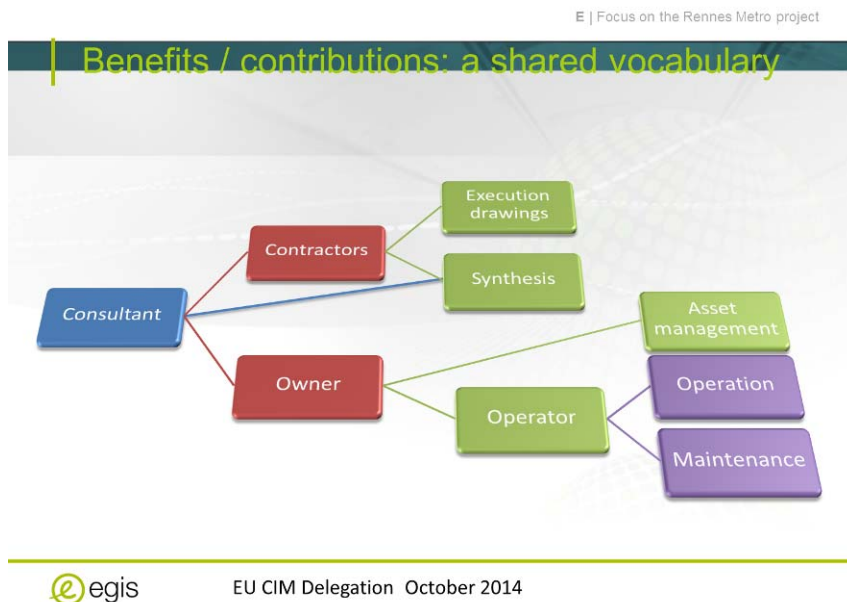 E | Focus on the Rennes Metro project
Benefits / contributions: a shared vocabulary
Execution
drawings
Contractors
Synthesis
Consultant
Asset
management
Owner
Operation
Operator
Maintenance
egis
EU CIM Delegation October 2014